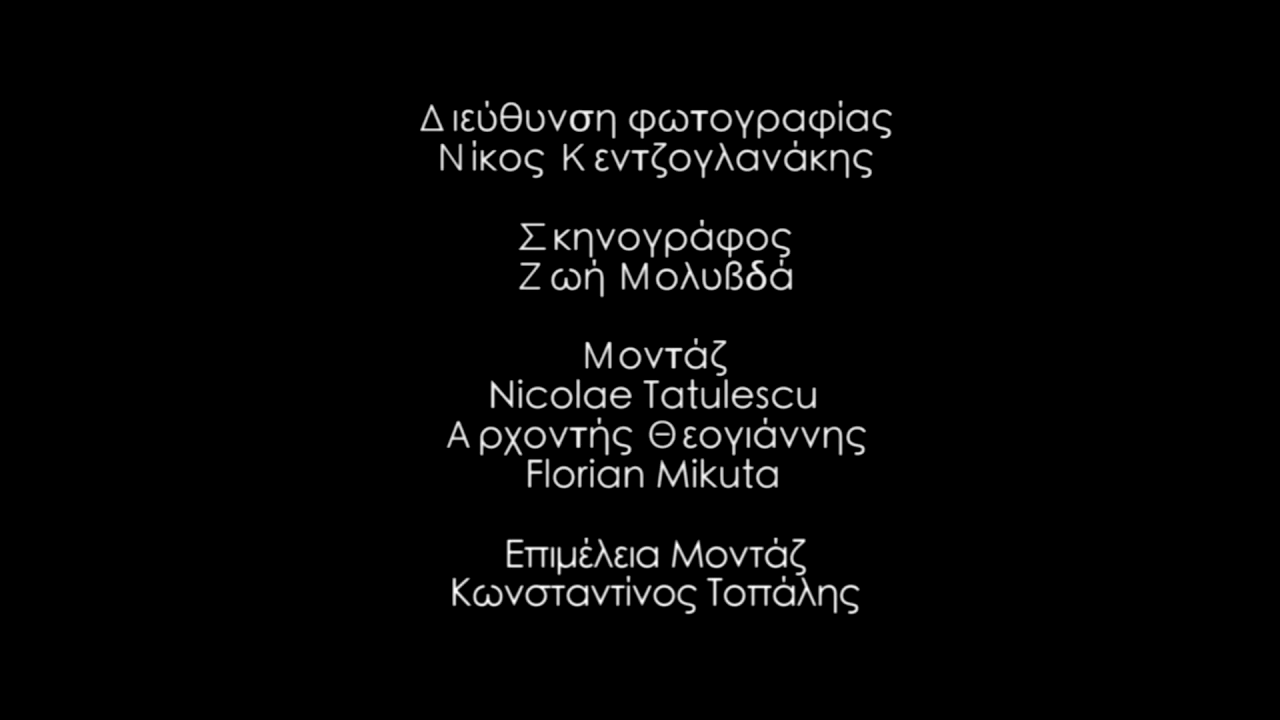 Διεύθυνση φωτογραφίας
Νίκος Κεντζογλανάκης
Σκηνογράφος
Ζωή Μολυβδά
Μοντάζ
Nicolae Tatulescu
Αρχοντής Θεογιάννης
Florian Mikuta
Επιμέλεια Μοντάζ
Κωνσταντίνος Τοπάλης